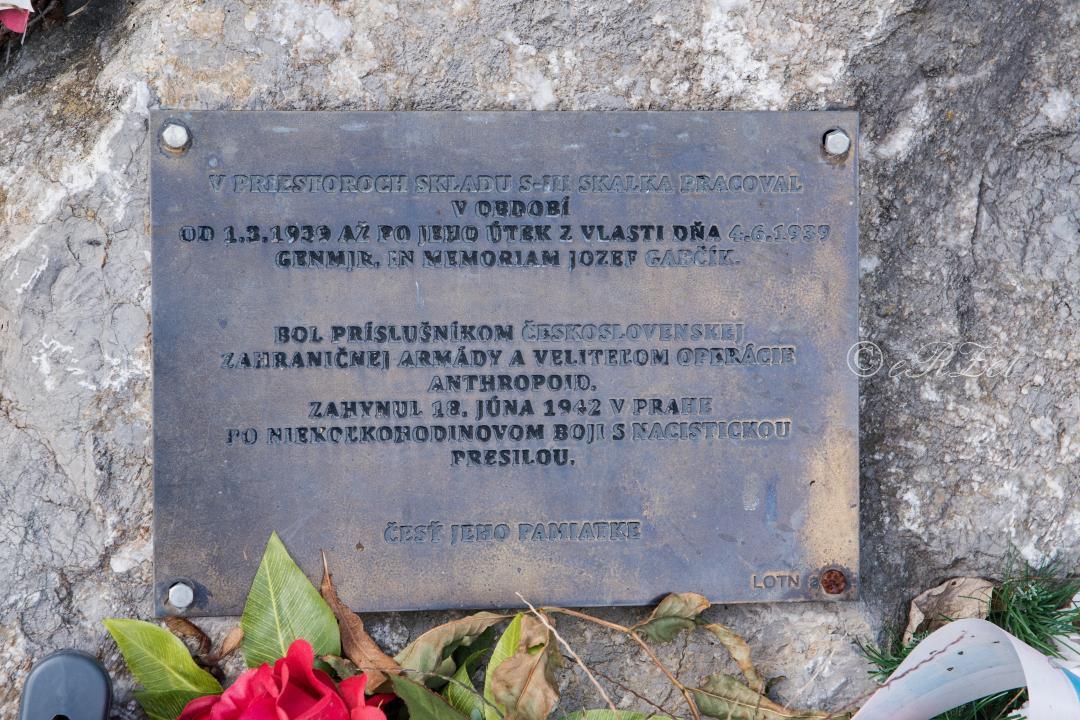 V PRIESTOROCH SKLADU S-III SKALKA PRACOVAL
V OBDOBÍ
OD 1.3.1939 AŽ PO JEHO ÚTEK Z VLASTI DŇA 4.6.1939
GENMJR. IN MEMORIAM JOZEF GABČÍK.
BOL PRÍSLUŠNÍKOM ČESKOSLOVENSKEJ
ZAHRANIČNEJ ARMÁDY A VELITEĽOM OPERÁCIE
ANTHROPOID.
ZAHYNUL 18. JÚNA 1942 V PRAHE
PO NIEKOĽKOHODINOVOM BOJI S NACISTICKOU
PRESILOU.
ČESŤ JEHO PAMIATKE
LOTN